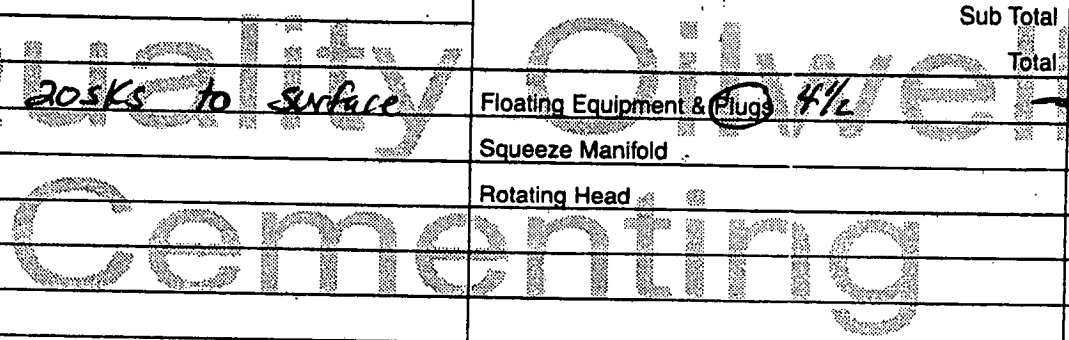 Sub Total
Total
Quality Oilwell
20sks to surface
Floating Equipment & Plugs 4½
Squeeze Manifold
Rotating Head
Cementing